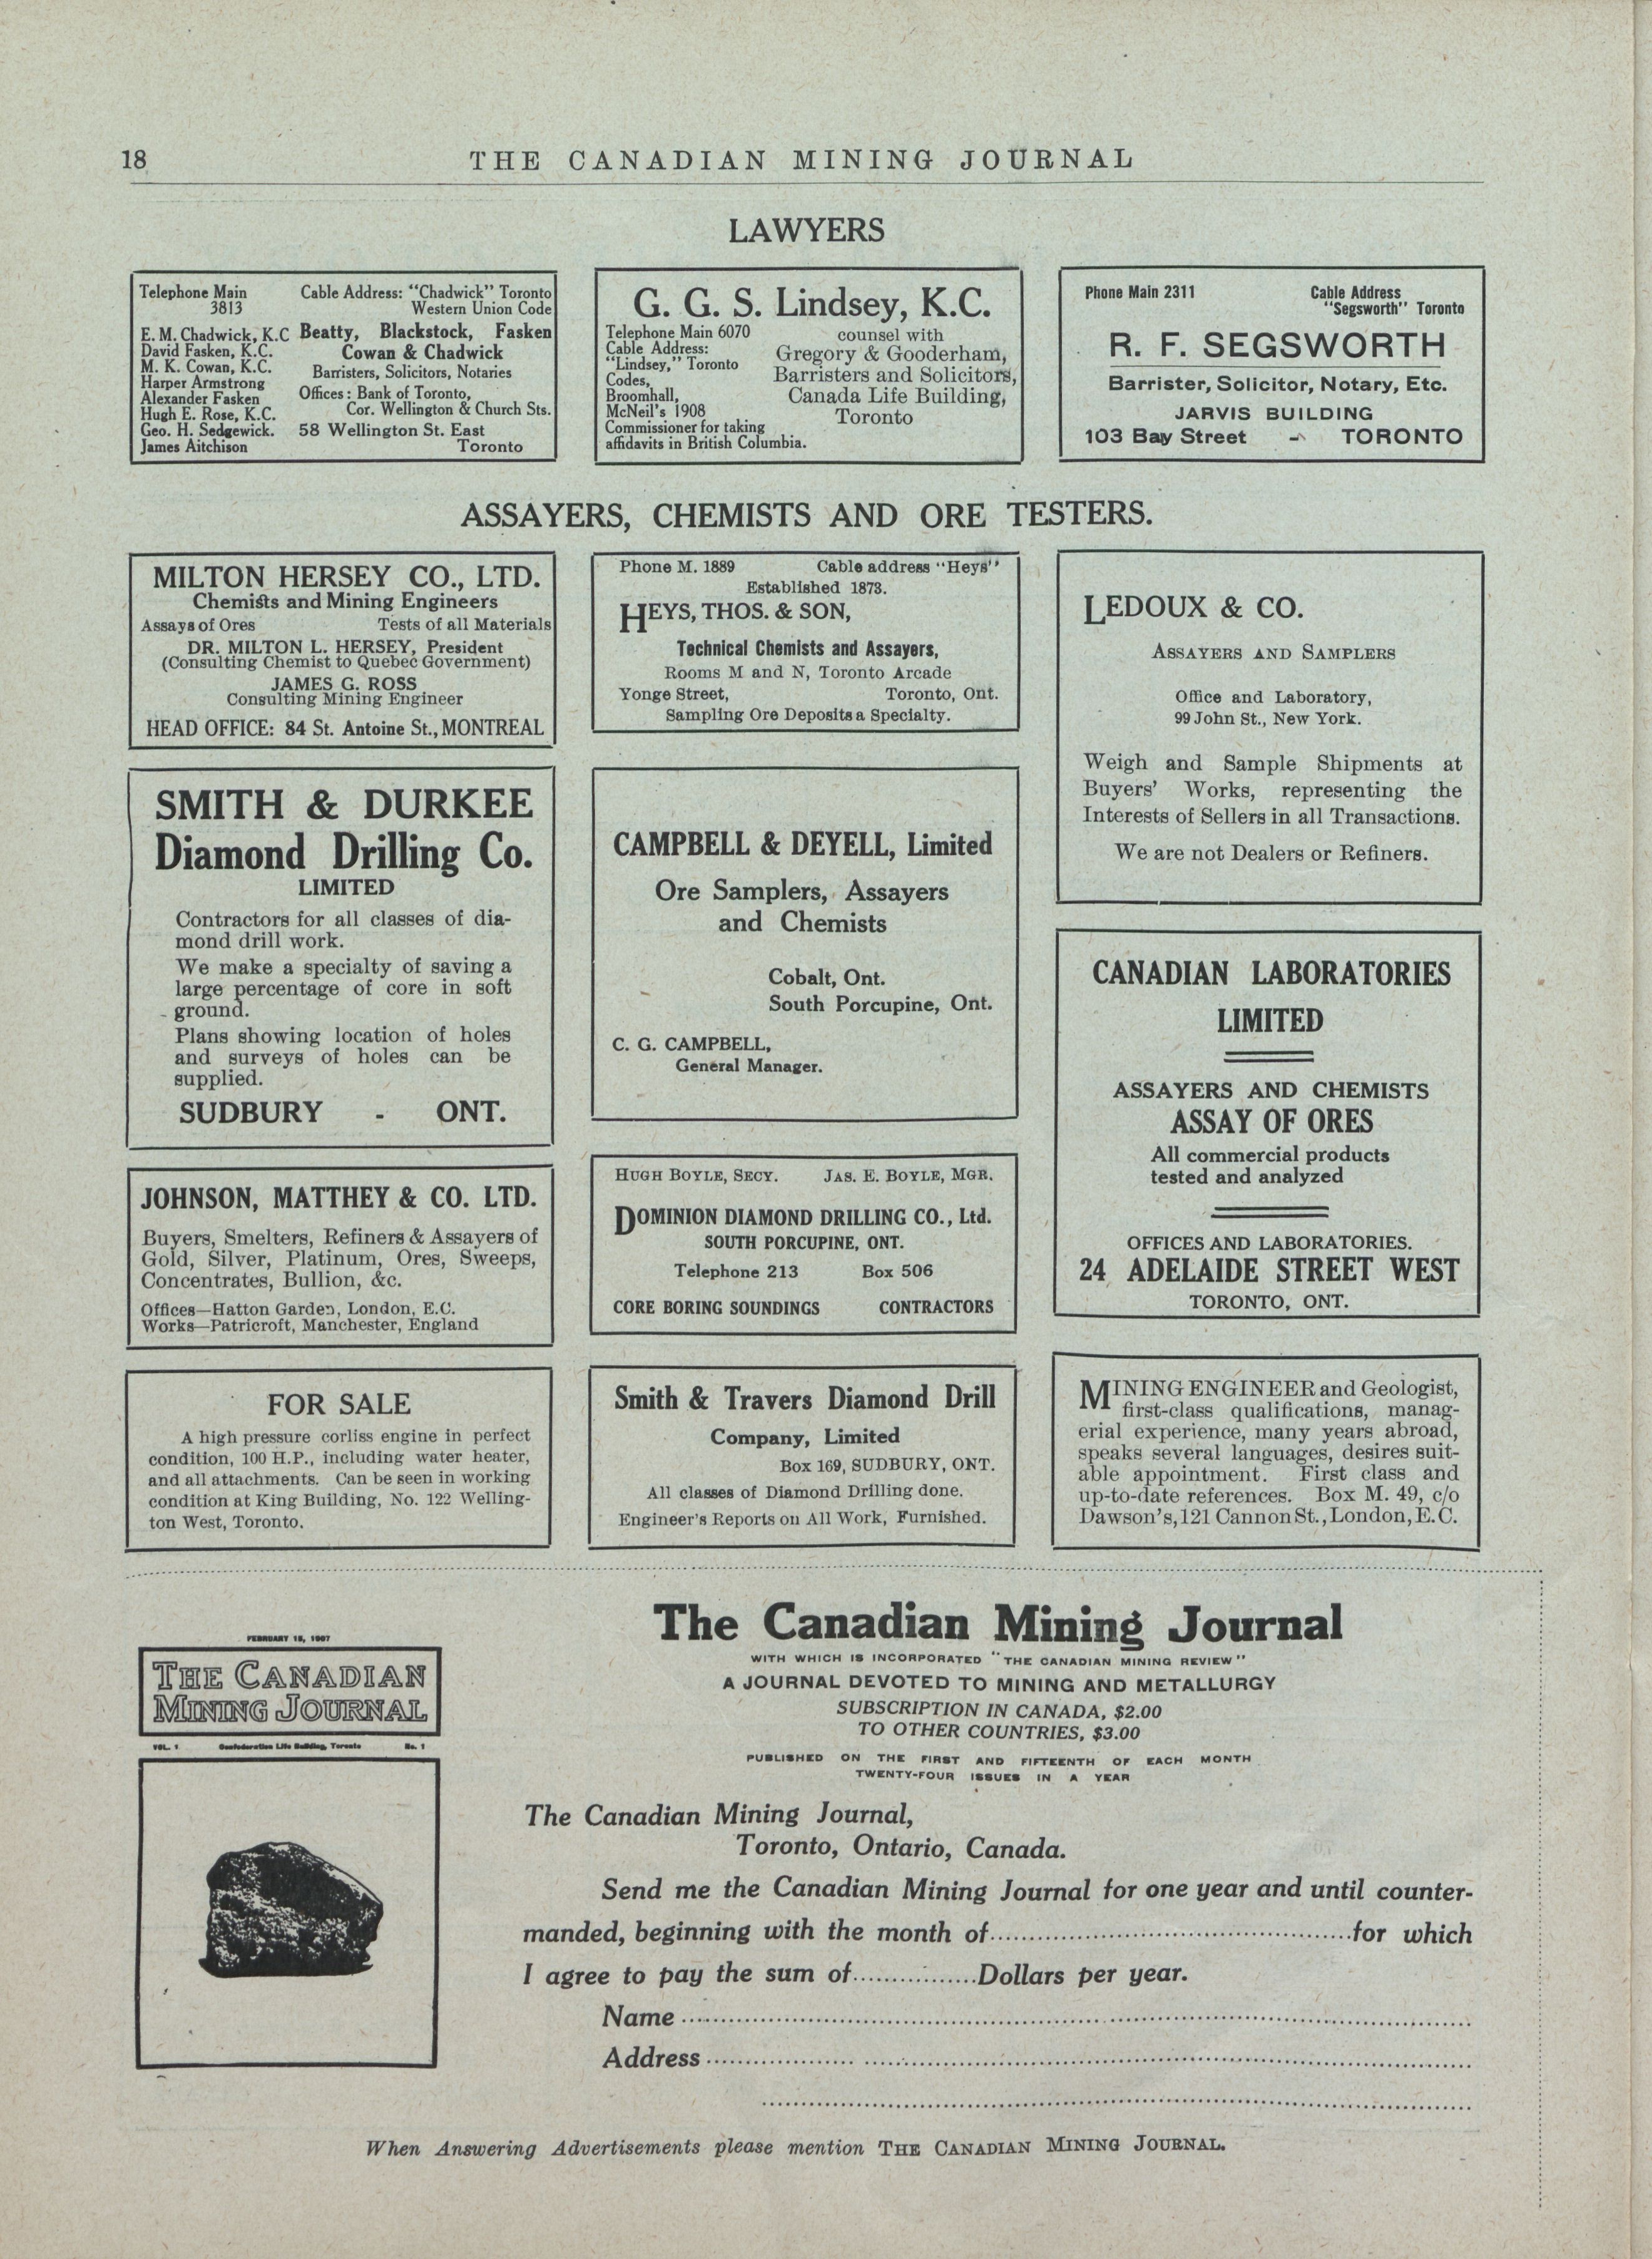 18
THE CANADIAN MINING JOURNAL
LAWYERS
Telephone Main
3813
Cable Address: "Chadwick" Toronto
Western Union Code
E. M. Chadwick, K.C
David Fasken, K.C.
M. K. Cowan, K.C.
Harper Armstrong
Alexander Fasken
Hugh E. Rose, K.C.
Geo. H. Sedgewick.
James Aitchison
Beatty, Blackstock, Fasken
Cowan & Chadwick
Barristers, Solicitors, Notaries
Offices: Bank of Toronto,
Cor. Wellington & Church Sts.
58 Wellington St. East
Toronto
G. G. S. Lindsey, K.C.
Telephone Main 6070
Cable Address:
"Lindsey," Toronto
Codes,
Broomhall,
McNeil's 1908
Commissioner for taking
affidavits in British Columbia.
counsel with
Gregory & Gooderham,
Barristers and Solicitors,
Canada Life Building,
Toronto
Phone Main 2311
Cable Address
"Segsworth" Toronto
R. F. SEGSWORTH
Barrister, Solicitor, Notary, Etc.
JARVIS BUILDING
103 Bay Street - TORONTO
ASSAYERS, CHEMISTS AND ORE TESTERS.
MILTON HERSEY CO., LTD.
Chemists and Mining Engineers
Assays of Ores Tests of all Materials
DR. MILTON L. HERSEY, President
(Consulting Chemist to Quebec Government)
JAMES G. ROSS
Consulting Mining Engineer
HEAD OFFICE: 84 St. Antoine St., MONTREAL
Phone M. 1889 Cable address "Heys"
Established 1873.
HEYS, THOS. & SON,
Technical Chemists and Assayers,
Rooms M and N, Toronto Arcade
Yonge Street, Toronto, Ont.
Sampling Ore Deposits a Specialty.
LEDOUX & CO.
ASSAYERS AND SAMPLERS
Office and Laboratory,
99 John St., New York.
Weigh and Sample Shipments at
Buyers' Works, representing the
Interests of Sellers in all Transactions.
We are not Dealers or Refiners.
SMITH & DURKEE
Diamond Drilling Co.
LIMITED
Contractors for all classes of dia-
mond drill work.
We make a specialty of saving a
large percentage of core in soft
ground.
Plans showing location of holes
and surveys of holes can be
supplied.
SUDBURY - ONT.
CAMPBELL & DEYELL, Limited
Ore Samplers, Assayers
and Chemists
Cobalt, Ont.
South Porcupine, Ont.
C. G. CAMPBELL,
General Manager.
CANADIAN LABORATORIES
LIMITED
ASSAYERS AND CHEMISTS
ASSAY OF ORES
All commercial products
tested and analyzed
OFFICES AND LABORATORIES.
24 ADELAIDE STREET WEST
TORONTO, ONT.
JOHNSON, MATTHEY & CO. LTD.
Buyers, Smelters, Refiners & Assayers of
Gold, Silver, Platinum, Ores, Sweeps,
Concentrates, Bullion, &c.
Offices—Hatton Garden, London, E.C.
Works—Patricroft, Manchester, England
HUGH BOYLE, SECY. JAS. E. BOYLE, MGR.
DOMINION DIAMOND DRILLING CO., Ltd.
SOUTH PORCUPINE, ONT.
Telephone 213 Box 506
CORE BORING SOUNDINGS CONTRACTORS
FOR SALE
A high pressure corliss engine in perfect
condition, 100 H.P., including water heater,
and all attachments. Can be seen in working
condition at King Building, No. 122 Welling-
ton West, Toronto.
Smith & Travers Diamond Drill
Company, Limited
Box 169, SUDBURY, ONT.
All classes of Diamond Drilling done.
Engineer's Reports on All Work, Furnished.
MINING ENGINEER and Geologist,
first-class qualifications, manag-
erial experience, many years abroad,
speaks several languages, desires suit-
able appointment. First class and
up-to-date references. Box M. 49, c/o
Dawson's, 121 Cannon St., London, E.C.
FEBRUARY 15, 1907
THE CANADIAN
MINING JOURNAL
VOL. 1 Confederation Life Building, Toronto No. 1
The Canadian Mining Journal
WITH WHICH IS INCORPORATED "THE CANADIAN MINING REVIEW"
A JOURNAL DEVOTED TO MINING AND METALLURGY
SUBSCRIPTION IN CANADA, $2.00
TO OTHER COUNTRIES, $3.00
PUBLISHED ON THE FIRST AND FIFTEENTH OF EACH MONTH
TWENTY-FOUR ISSUES IN A YEAR
The Canadian Mining Journal,
Toronto, Ontario, Canada.
Send me the Canadian Mining Journal for one year and until counter-
manded, beginning with the month of..........for which
I agree to pay the sum of..........Dollars per year.
Name..........
Address..........
When Answering Advertisements please mention THE CANADIAN MINING JOURNAL.